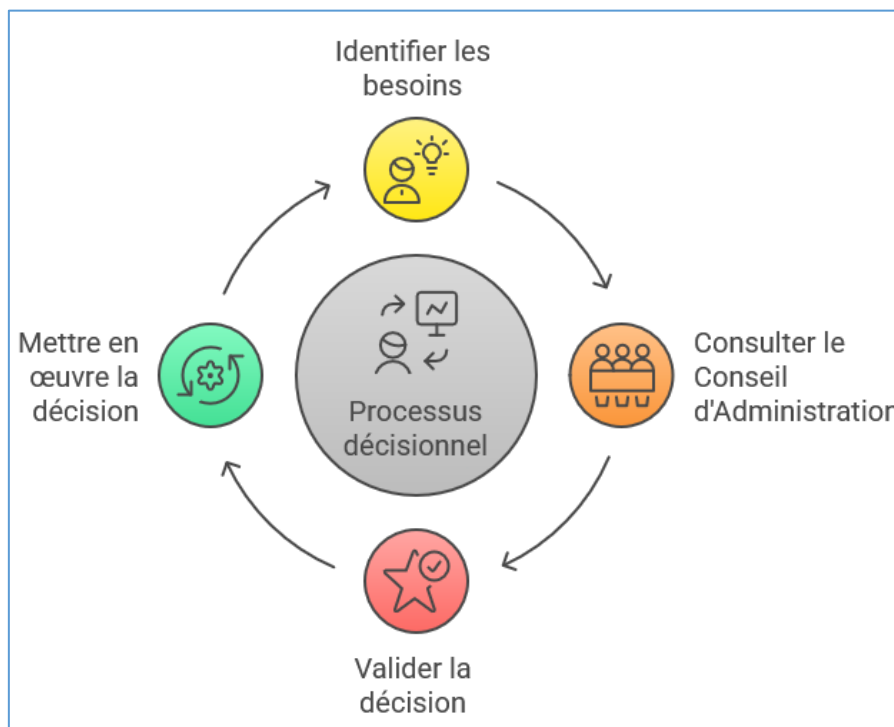 Identifier les
besoins
Consulter le
Conseil
d'Administration
Valider la
décision
Mettre en
œuvre la
décision
Processus
décisionnel